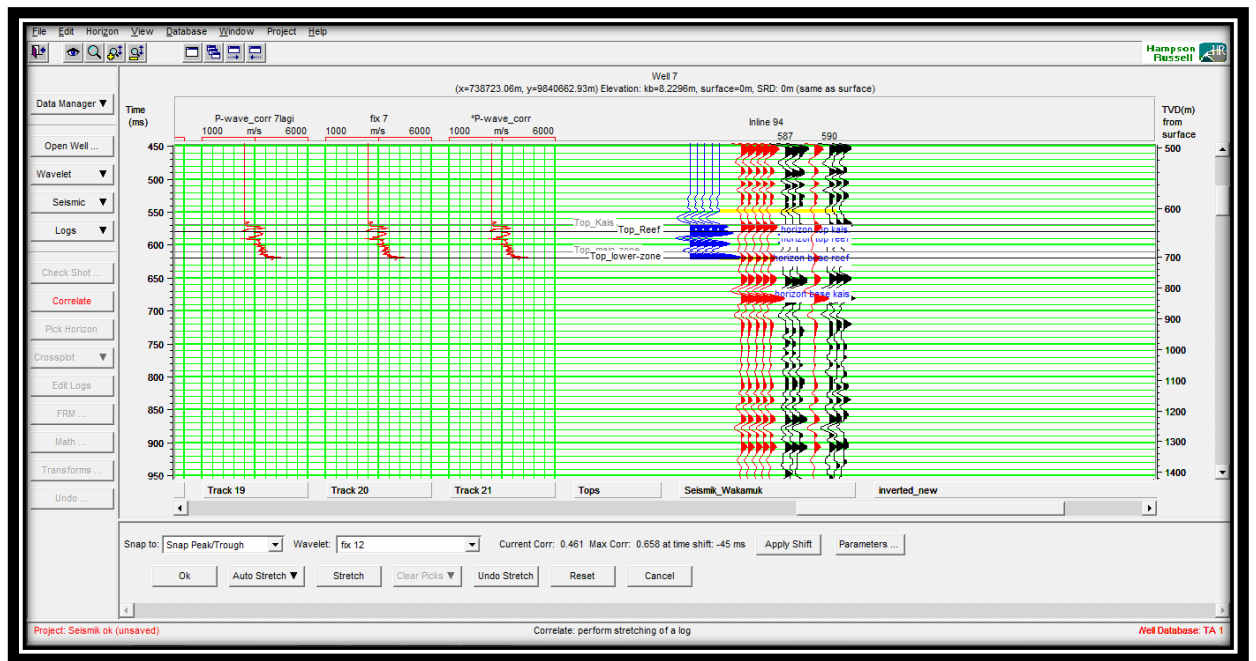 File Edit Horizon View Database Window Project Help
Hampson
Russell
HR
Well 7
(x=738723.06m, y=9840662.93m) Elevation: kb=8.2296m, surface=0m, SRD: 0m (same as surface)
Data Manager ▼
Open Well ...
Wavelet ▼
Seismic ▼
Logs ▼
Check Shot ...
Correlate
Pick Horizon
Crossplot ▼
Edit Logs
FRM ...
Math ...
Transforms ...
Undo ...
Time
(ms)
P-wave_corr 7lagi fix 7 *P-wave_corr Inline 94
1000 m/s 6000 1000 m/s 6000 1000 m/s 6000 587 590
TVD(m)
from
surface
450
500
550
600
650
700
750
800
850
900
950
Top_Kais
Top_Reef
Top_main_zone
Top_lower-zone
horizon top kais
horizon top reef
horizon base reef
horizon base kais
500
600
700
800
900
1000
1100
1200
1300
1400
Track 19 Track 20 Track 21 Tops Seismik_Wakamuk inverted_new
Snap to: Snap Peak/Trough Wavelet: fix 12 Current Corr: 0.461 Max Corr: 0.658 at time shift: -45 ms Apply Shift Parameters ...
Ok Auto Stretch ▼ Stretch Clear Picks ▼ Undo Stretch Reset Cancel
Project: Seismik ok (unsaved) Correlate: perform stretching of a log Well Database: TA 1